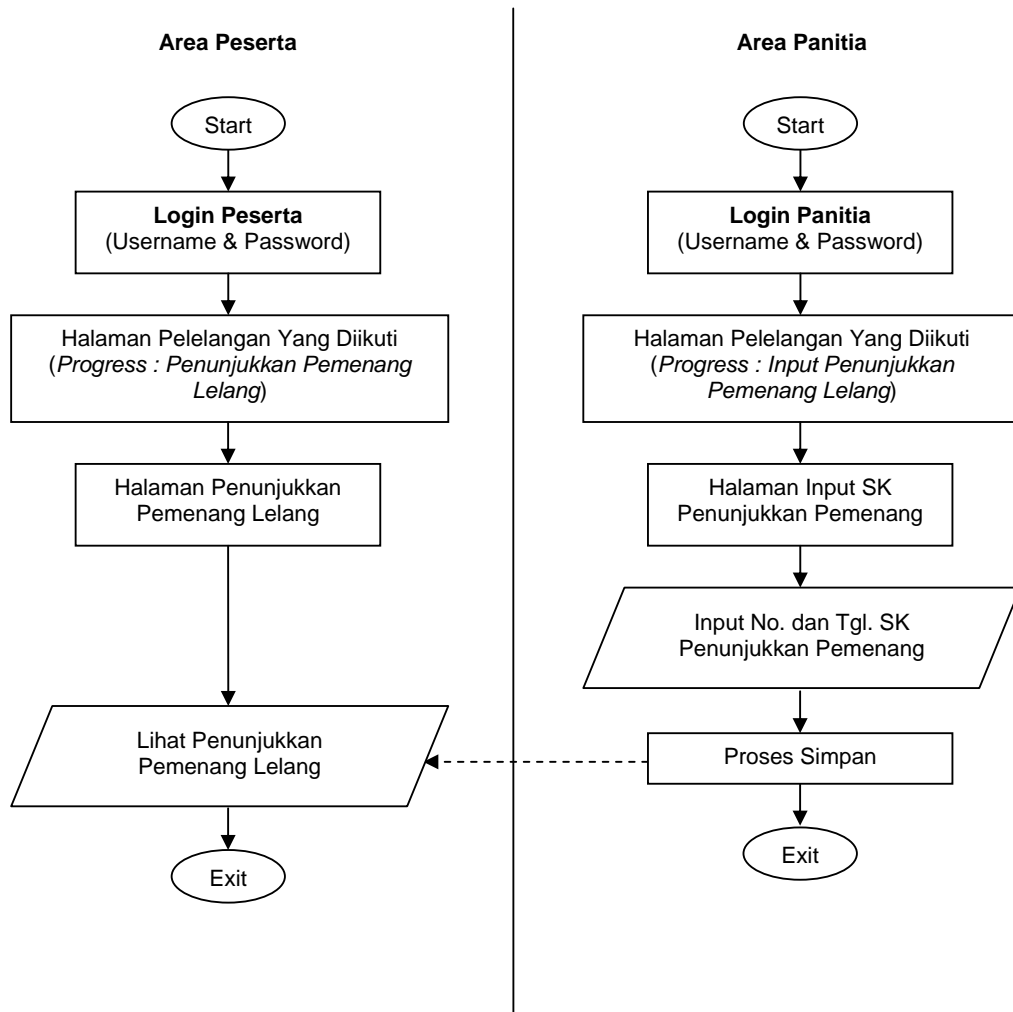 Area Peserta
Start
Login Peserta
(Username & Password)
Halaman Pelelangan Yang Diikuti
(Progress : Penunjukkan Pemenang
Lelang)
Halaman Penunjukkan
Pemenang Lelang
Lihat Penunjukkan
Pemenang Lelang
Exit
Area Panitia
Start
Login Panitia
(Username & Password)
Halaman Pelelangan Yang Diikuti
(Progress : Input Penunjukkan
Pemenang Lelang)
Halaman Input SK
Penunjukkan Pemenang
Input No. dan Tgl. SK
Penunjukkan Pemenang
Proses Simpan
Exit